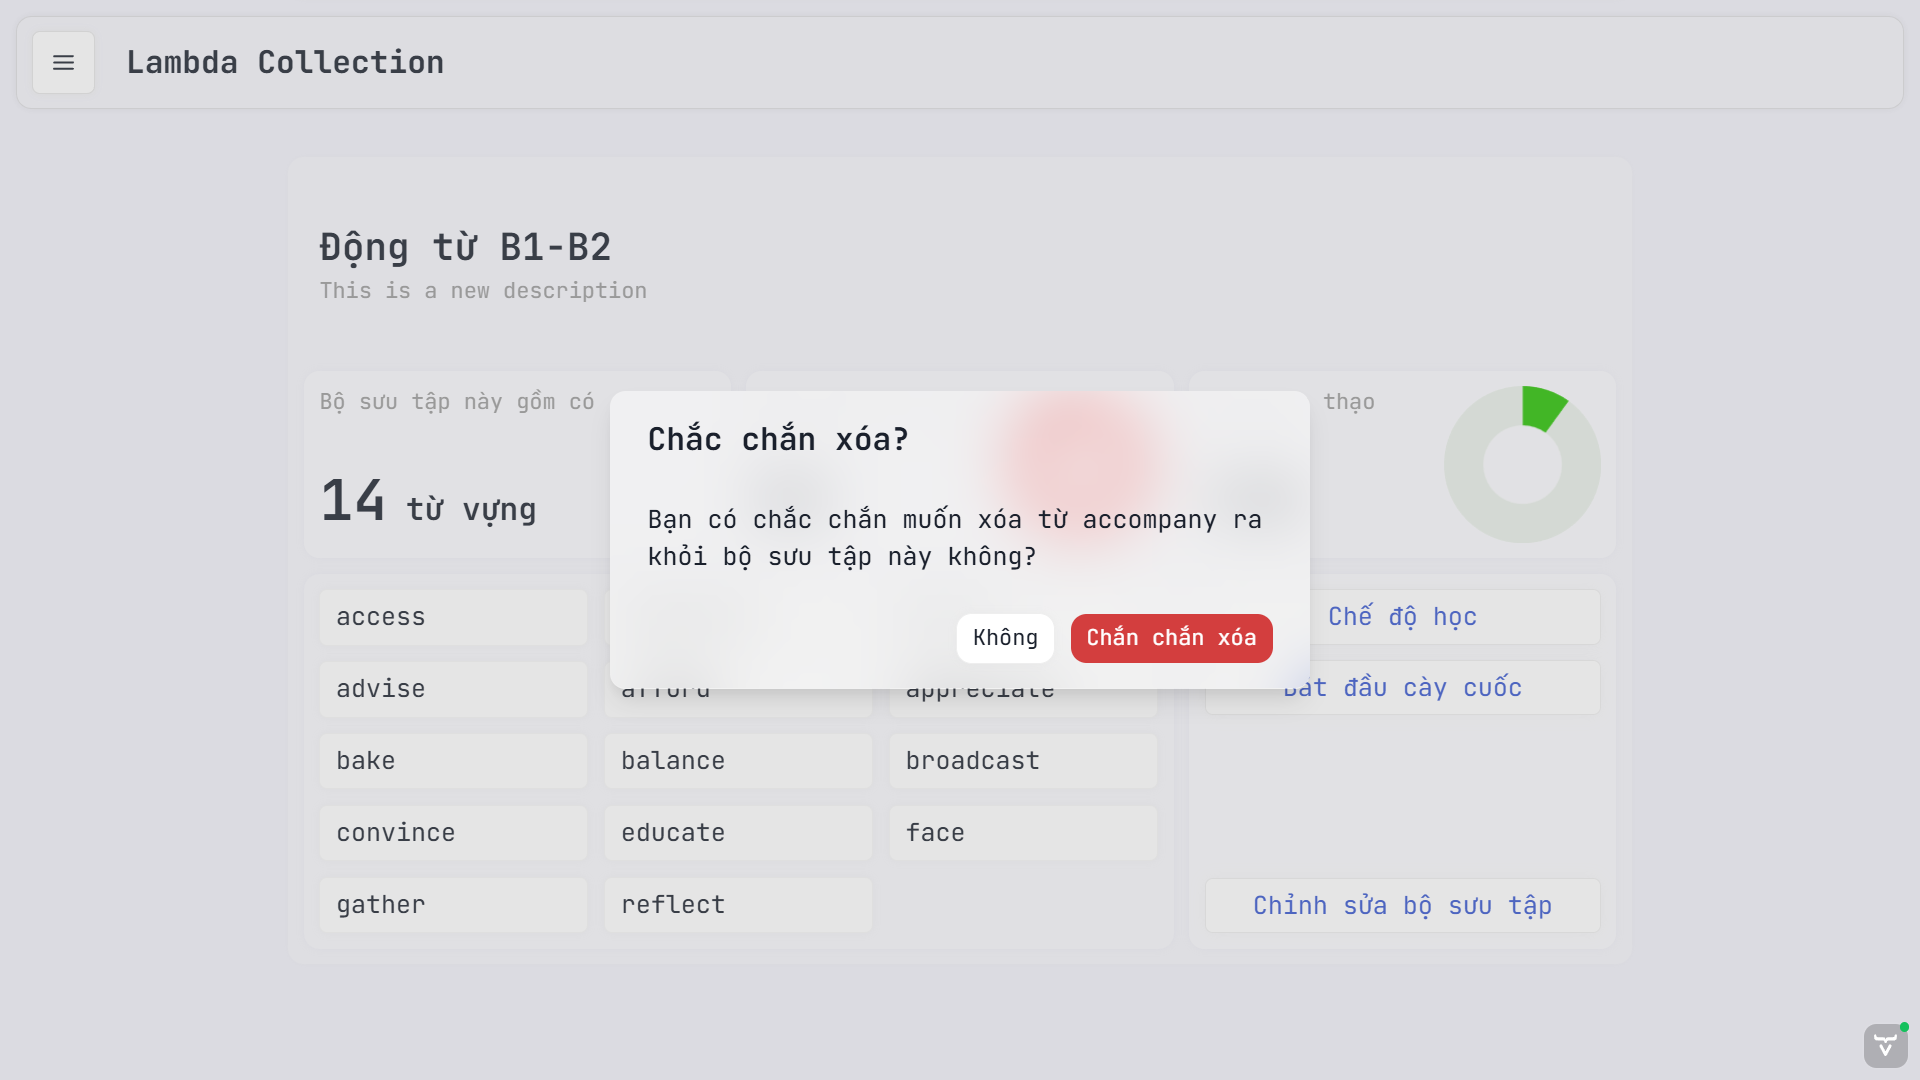 Lambda Collection
Động từ B1-B2
This is a new description
Bộ sưu tập này gồm có
thạo
14 từ vựng
Chắc chắn xóa?
Bạn có chắc chắn muốn xóa từ accompany ra
khỏi bộ sưu tập này không?
Không
Chắn chắn xóa
access
advise
afford
appreciate
bake
balance
broadcast
convince
educate
face
gather
reflect
Chế độ học
Bắt đầu cày cuốc
Chỉnh sửa bộ sưu tập